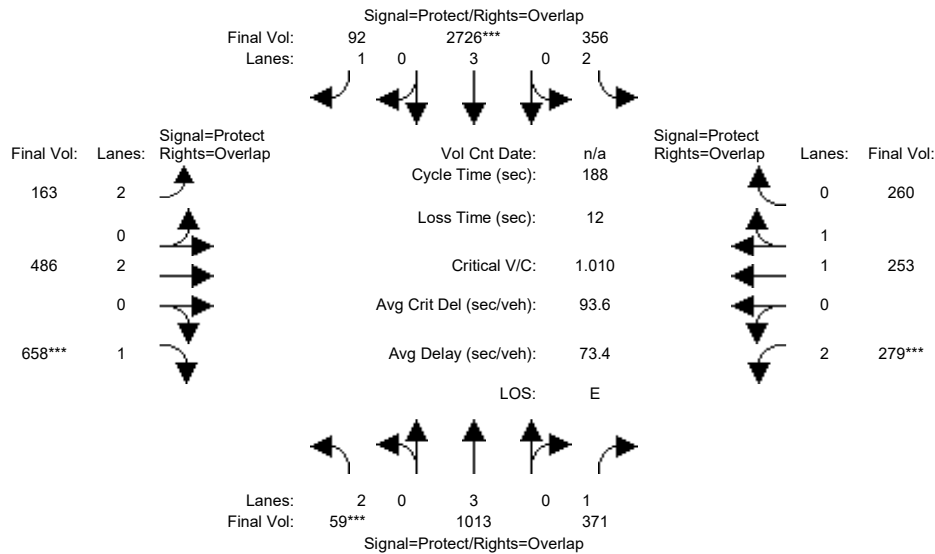 Signal=Protect/Rights=Overlap
Final Vol: 92 2726*** 356
Lanes: 1 0 3 0 2
Signal=Protect Signal=Protect
Final Vol: Lanes: Rights=Overlap Vol Cnt Date: n/a Rights=Overlap Lanes: Final Vol:
Cycle Time (sec): 188
163 2 0 260
Loss Time (sec): 12
0 1
486 2 Critical V/C: 1.010 1 253
0 Avg Crit Del (sec/veh): 93.6 0
658*** 1 Avg Delay (sec/veh): 73.4 2 279***
LOS: E
Lanes: 2 0 3 0 1
Final Vol: 59*** 1013 371
Signal=Protect/Rights=Overlap